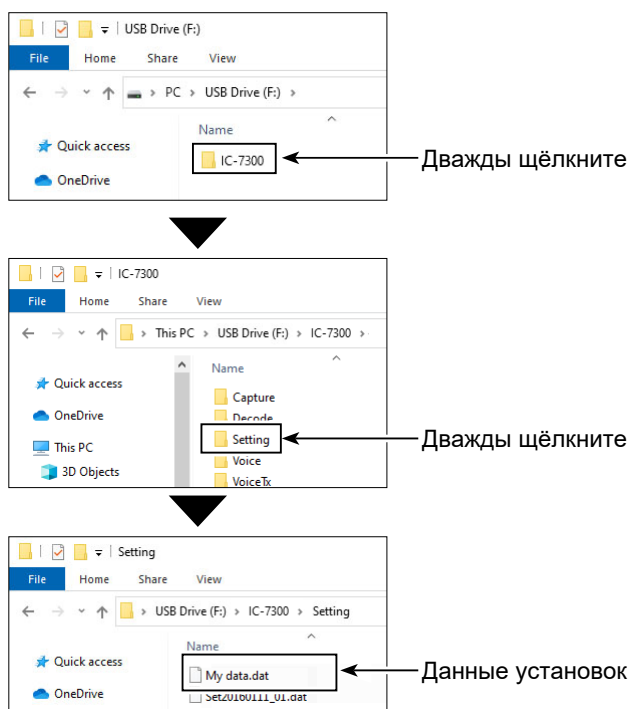 USB Drive (F:)
File Home Share View
PC > USB Drive (F:) >
Name
Quick access
IC-7300
Дважды щёлкните
OneDrive
IC-7300
File Home Share View
This PC > USB Drive (F:) > IC-7300 >
Name
Quick access
Capture
OneDrive
Decode
Setting
Дважды щёлкните
This PC
Voice
3D Objects
VoiceTx
Setting
File Home Share View
USB Drive (F:) > IC-7300 > Setting
Name
Quick access
My data.dat
Данные установок
OneDrive
Set20160111_01.dat